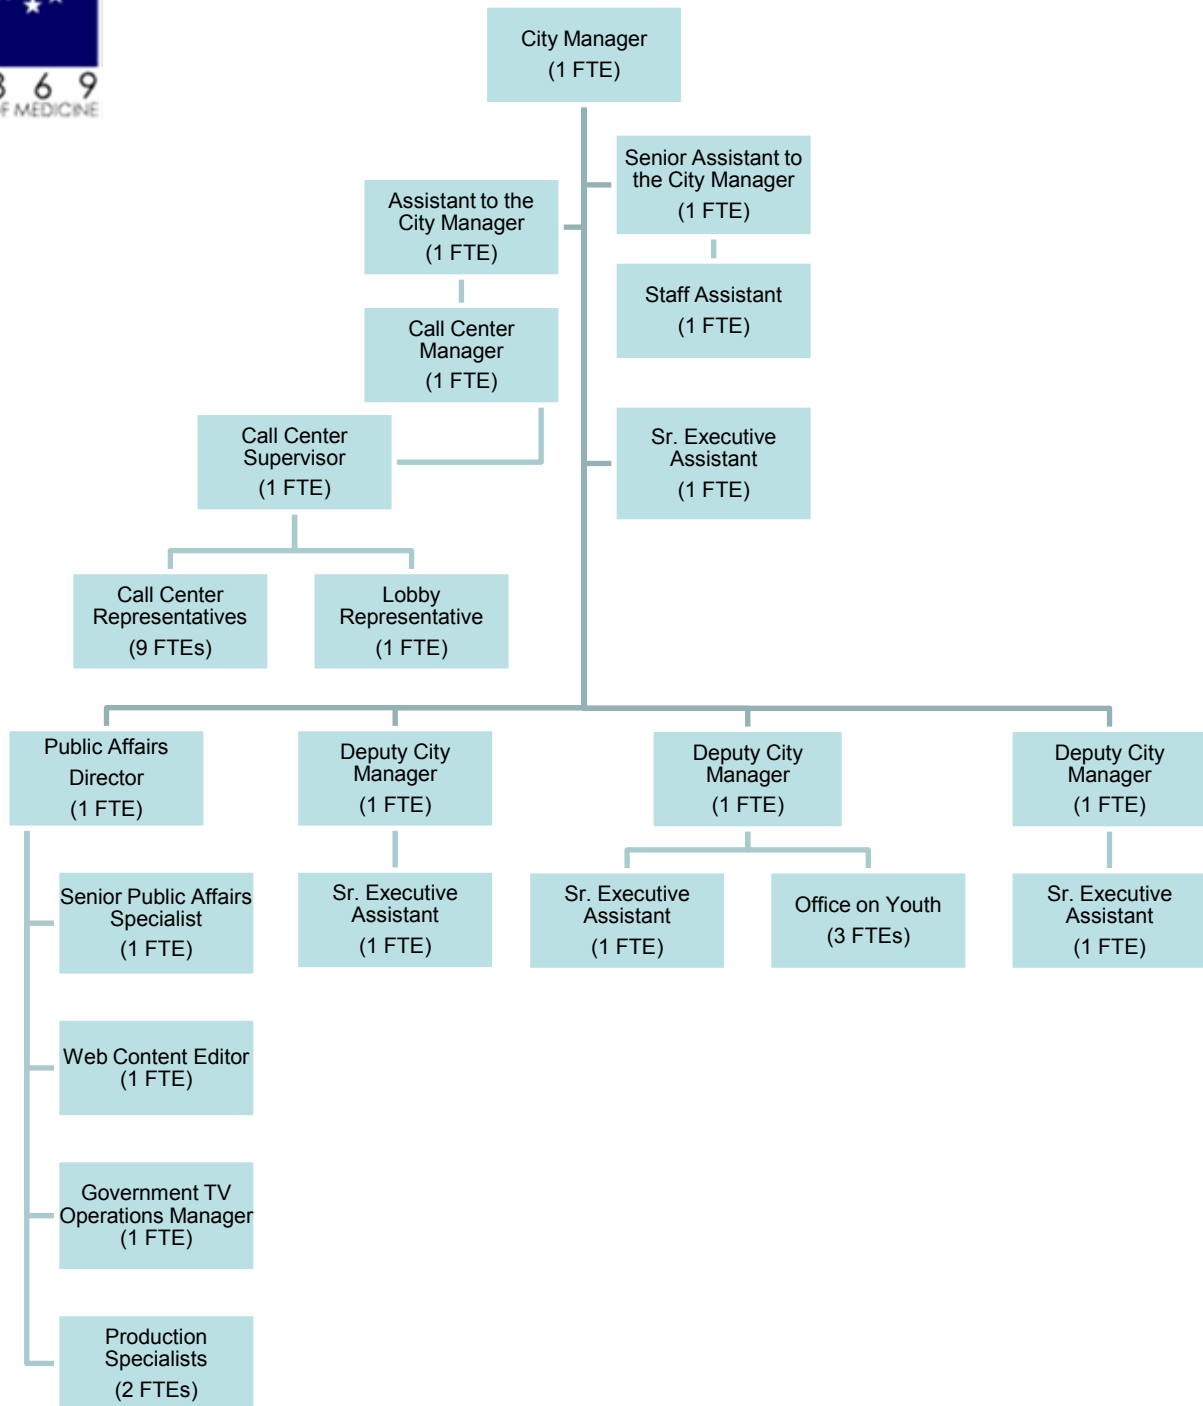 6 9
OF MEDICINE
City Manager
(1 FTE)
Senior Assistant to
the City Manager
(1 FTE)
Assistant to the
City Manager
(1 FTE)
Staff Assistant
(1 FTE)
Call Center
Manager
(1 FTE)
Sr. Executive
Assistant
(1 FTE)
Call Center
Supervisor
(1 FTE)
Call Center
Representatives
(9 FTEs)
Lobby
Representative
(1 FTE)
Public Affairs
Director
(1 FTE)
Deputy City
Manager
(1 FTE)
Deputy City
Manager
(1 FTE)
Deputy City
Manager
(1 FTE)
Senior Public Affairs
Specialist
(1 FTE)
Sr. Executive
Assistant
(1 FTE)
Sr. Executive
Assistant
(1 FTE)
Office on Youth
(3 FTEs)
Sr. Executive
Assistant
(1 FTE)
Web Content Editor
(1 FTE)
Government TV
Operations Manager
(1 FTE)
Production
Specialists
(2 FTEs)